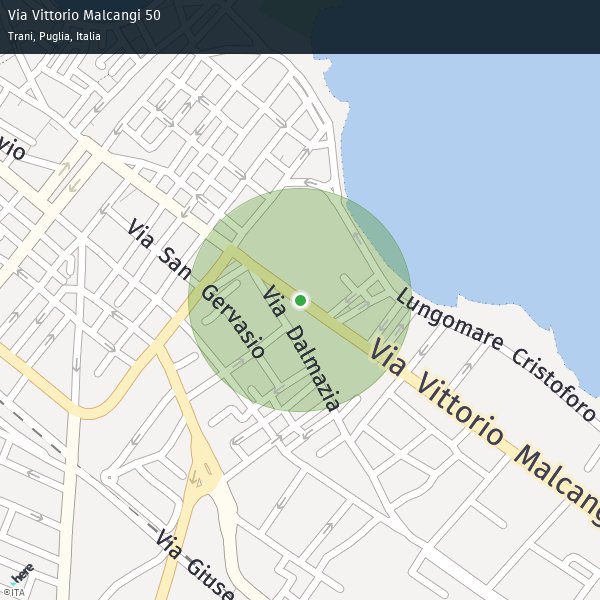 Via Vittorio Malcangi 50
Trani, Puglia, Italia
vio
Via San Gervasio
Via Dalmazia
Lungomare Cristoforo
Via Vittorio Malcang
Via Giuse
here
©ITA